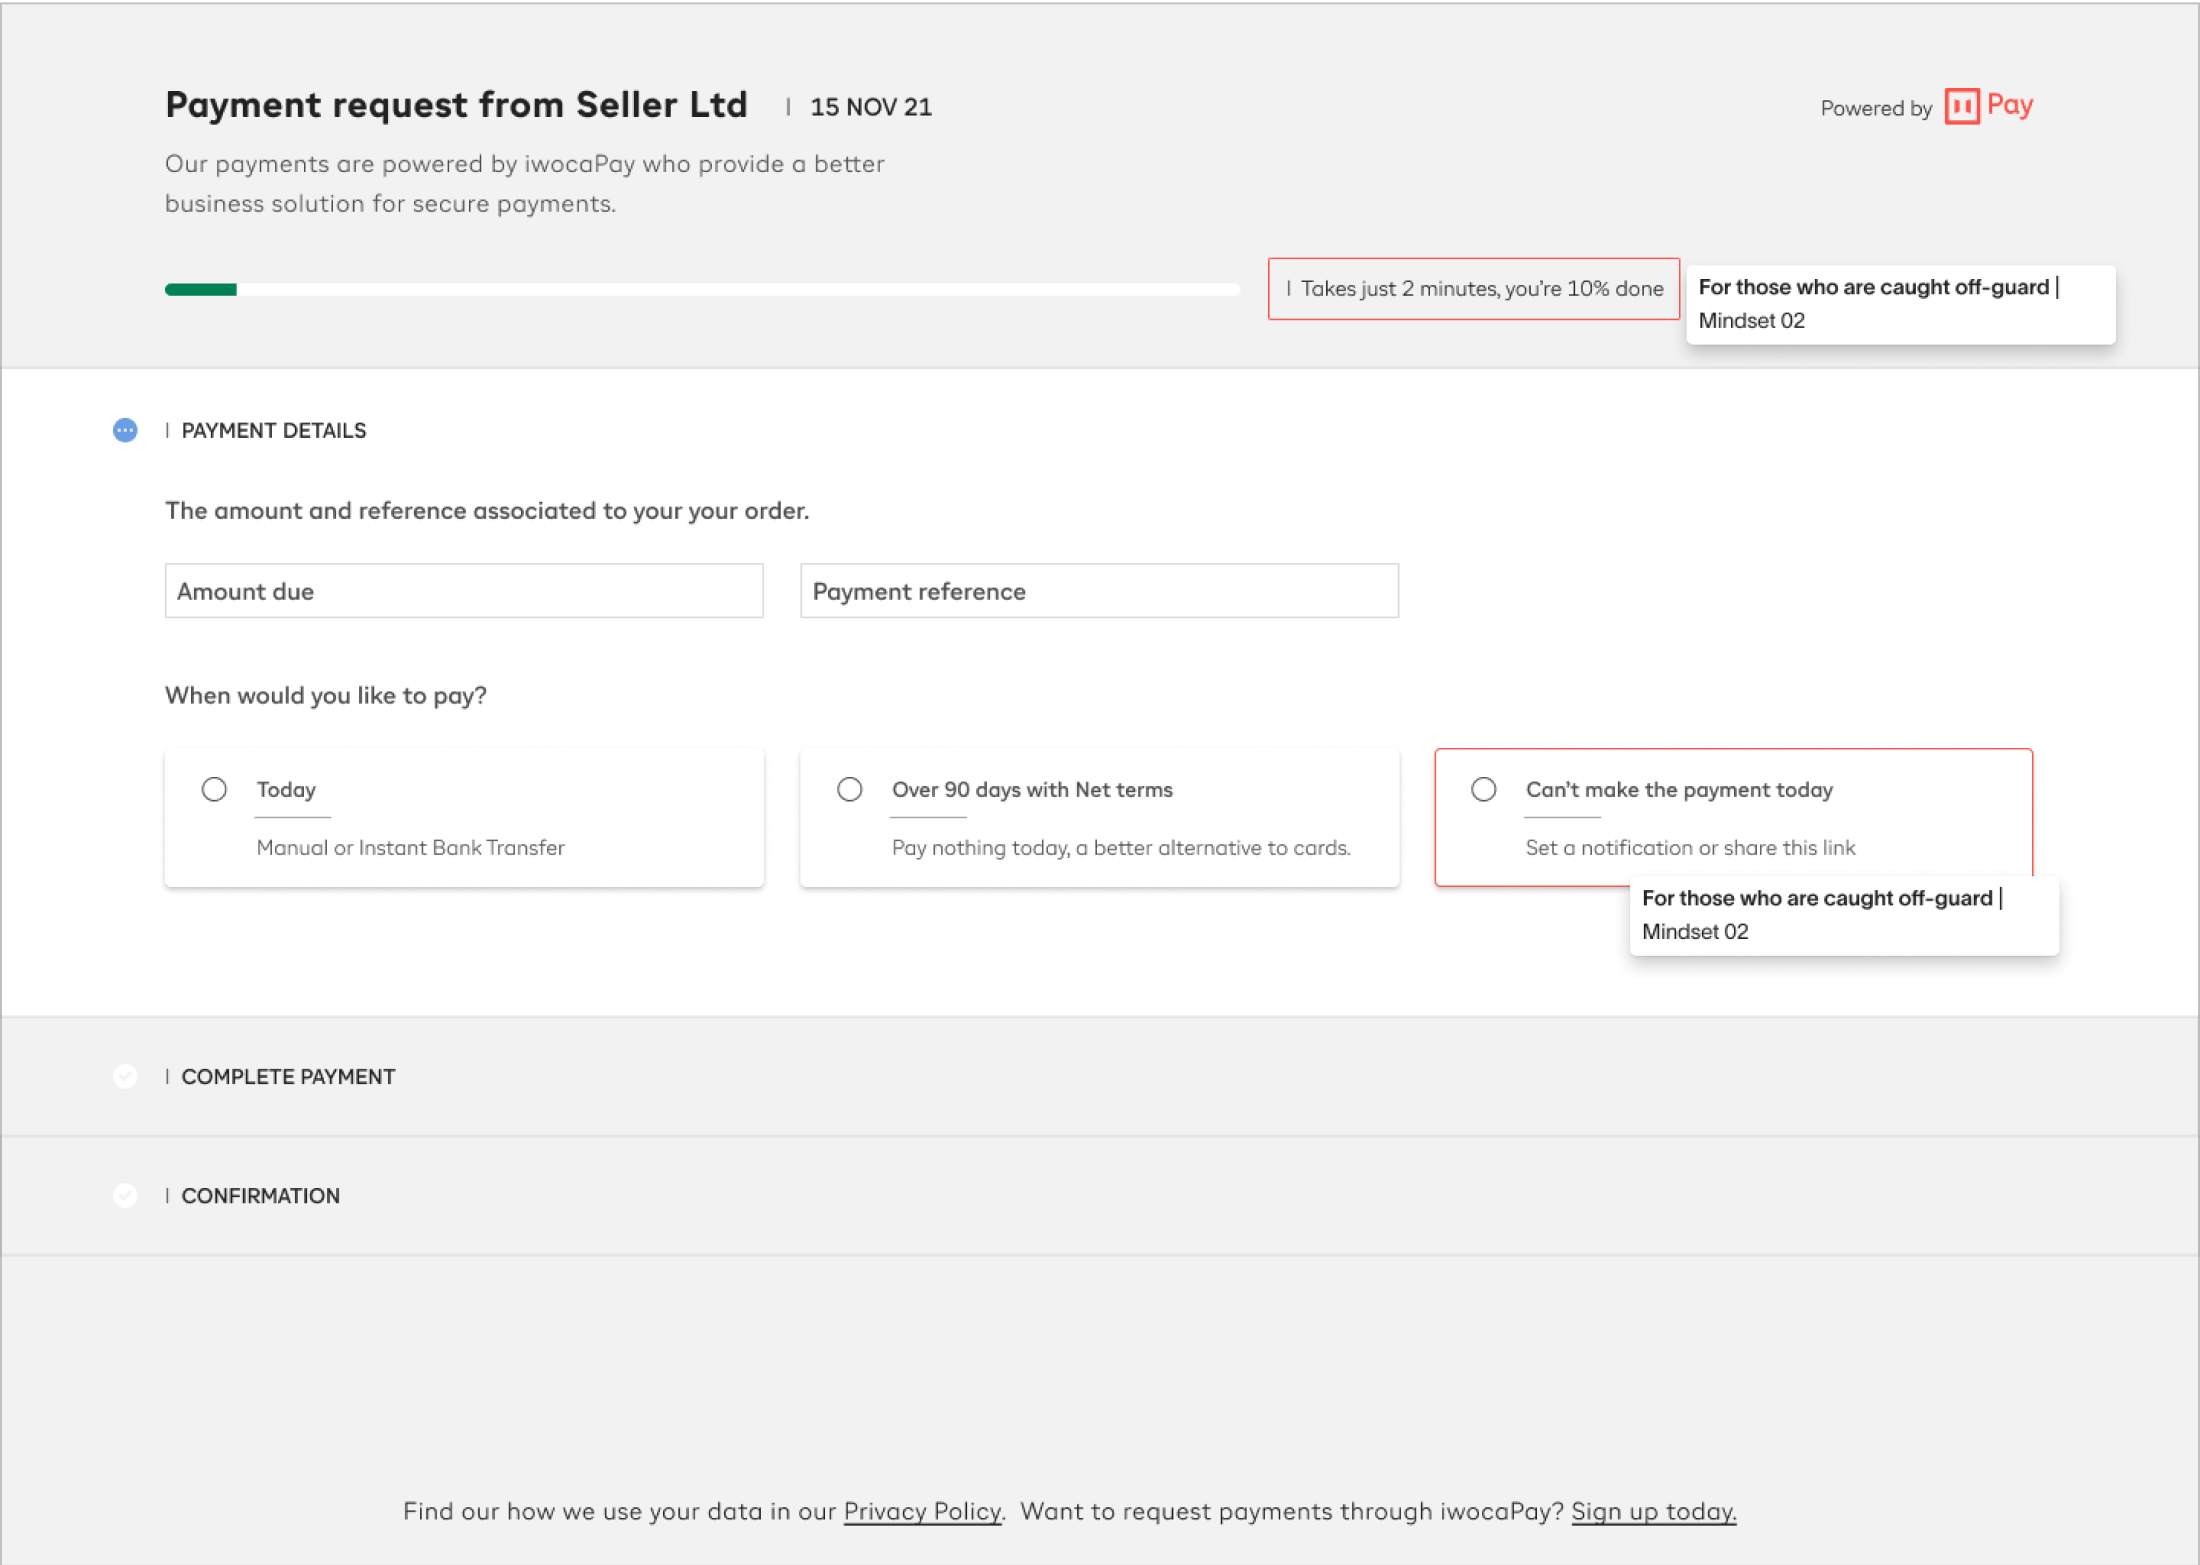 Payment request from Seller Ltd | 15 NOV 21
Powered by Pay
Our payments are powered by iwocaPay who provide a better
business solution for secure payments.
| Takes just 2 minutes, you're 10% done
For those who are caught off-guard |
Mindset 02
| PAYMENT DETAILS
The amount and reference associated to your your order.
Amount due
Payment reference
When would you like to pay?
Today
Manual or Instant Bank Transfer
Over 90 days with Net terms
Pay nothing today, a better alternative to cards.
Can't make the payment today
Set a notification or share this link
For those who are caught off-guard |
Mindset 02
| COMPLETE PAYMENT
| CONFIRMATION
Find our how we use your data in our Privacy Policy. Want to request payments through iwocaPay? Sign up today.